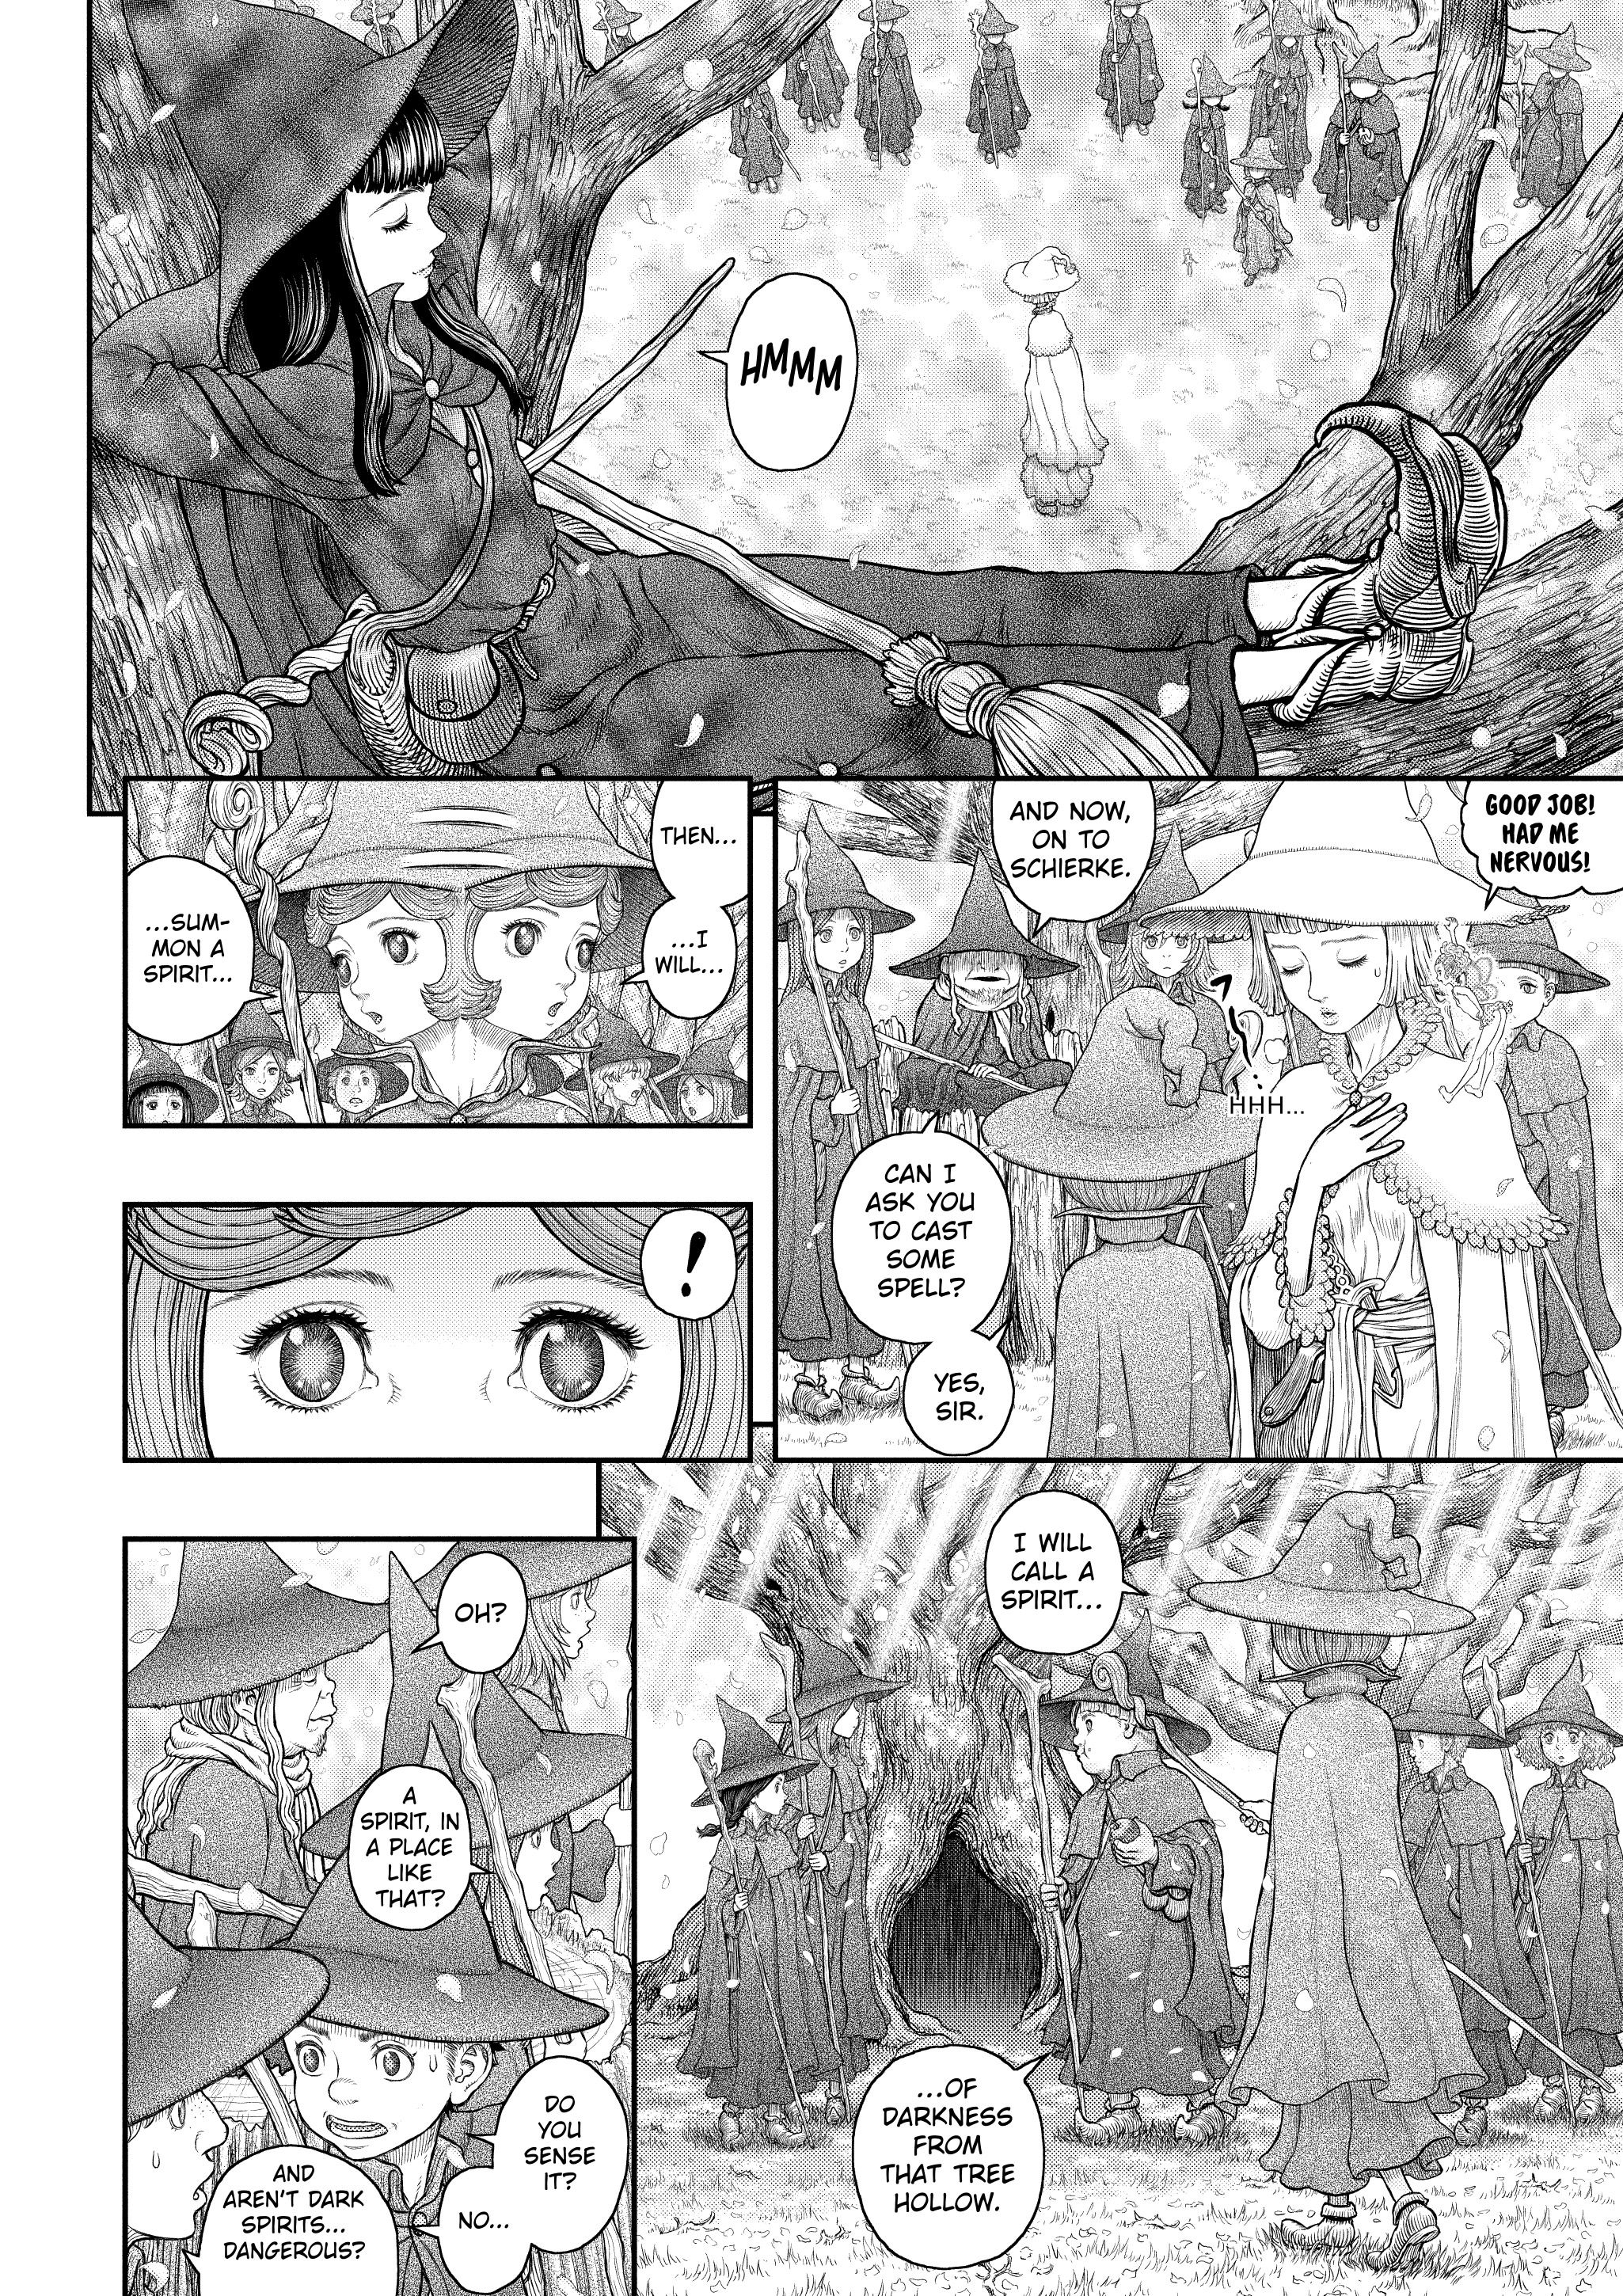 HMMM
GOOD JOB!
HAD ME
NERVOUS!
HHH...
AND NOW,
ON TO
SCHIERKE.
CAN I
ASK YOU
TO CAST
SOME
SPELL?
YES,
SIR.
THEN...
...I
WILL...
...SUM-
MON A
SPIRIT...
!
I WILL
CALL A
SPIRIT...
...OF
DARKNESS
FROM
THAT TREE
HOLLOW.
OH?
A
SPIRIT, IN
A PLACE
LIKE
THAT?
DO
YOU
SENSE
IT?
NO...
AND
AREN'T DARK
SPIRITS...
DANGEROUS?